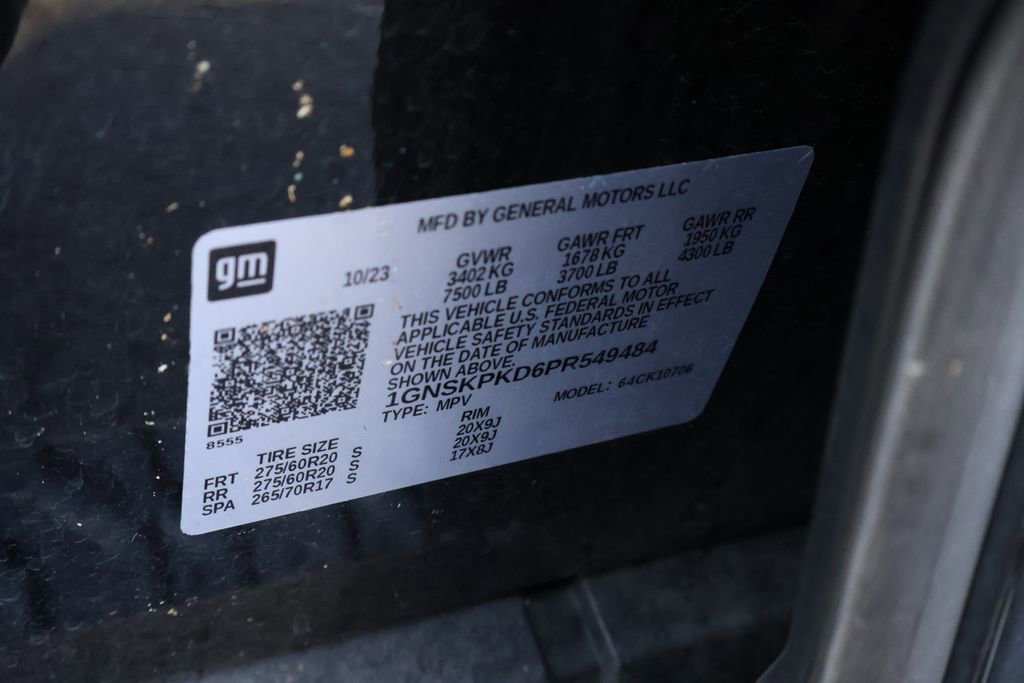 MFD BY GENERAL MOTORS LLC
gm
10/23
GVWR GAWR FRT GAWR RR
3402 KG 1678 KG 1950 KG
7500 LB 3700 LB 4300 LB
THIS VEHICLE CONFORMS TO ALL
APPLICABLE U.S. FEDERAL MOTOR
VEHICLE SAFETY STANDARDS IN EFFECT
ON THE DATE OF MANUFACTURE
SHOWN ABOVE.
1GNSKPKD6PR549484
TYPE: MPV MODEL: 64CK10706
8555
TIRE SIZE RIM
FRT 275/60R20 S 20X9J
RR 275/60R20 S 20X9J
SPA 265/70R17 S 17X8J